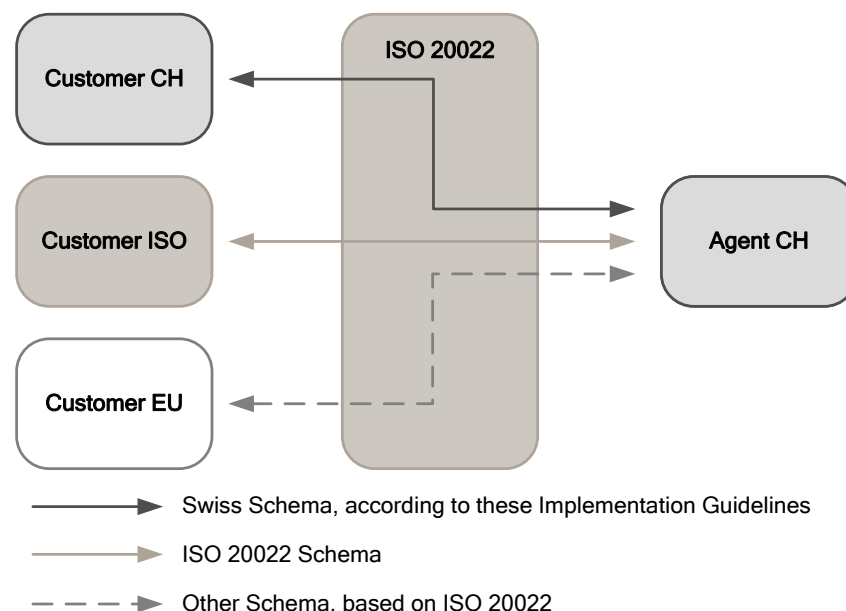 ISO 20022
Customer CH
Customer ISO
Agent CH
Customer EU
Swiss Schema, according to these Implementation Guidelines
ISO 20022 Schema
Other Schema, based on ISO 20022